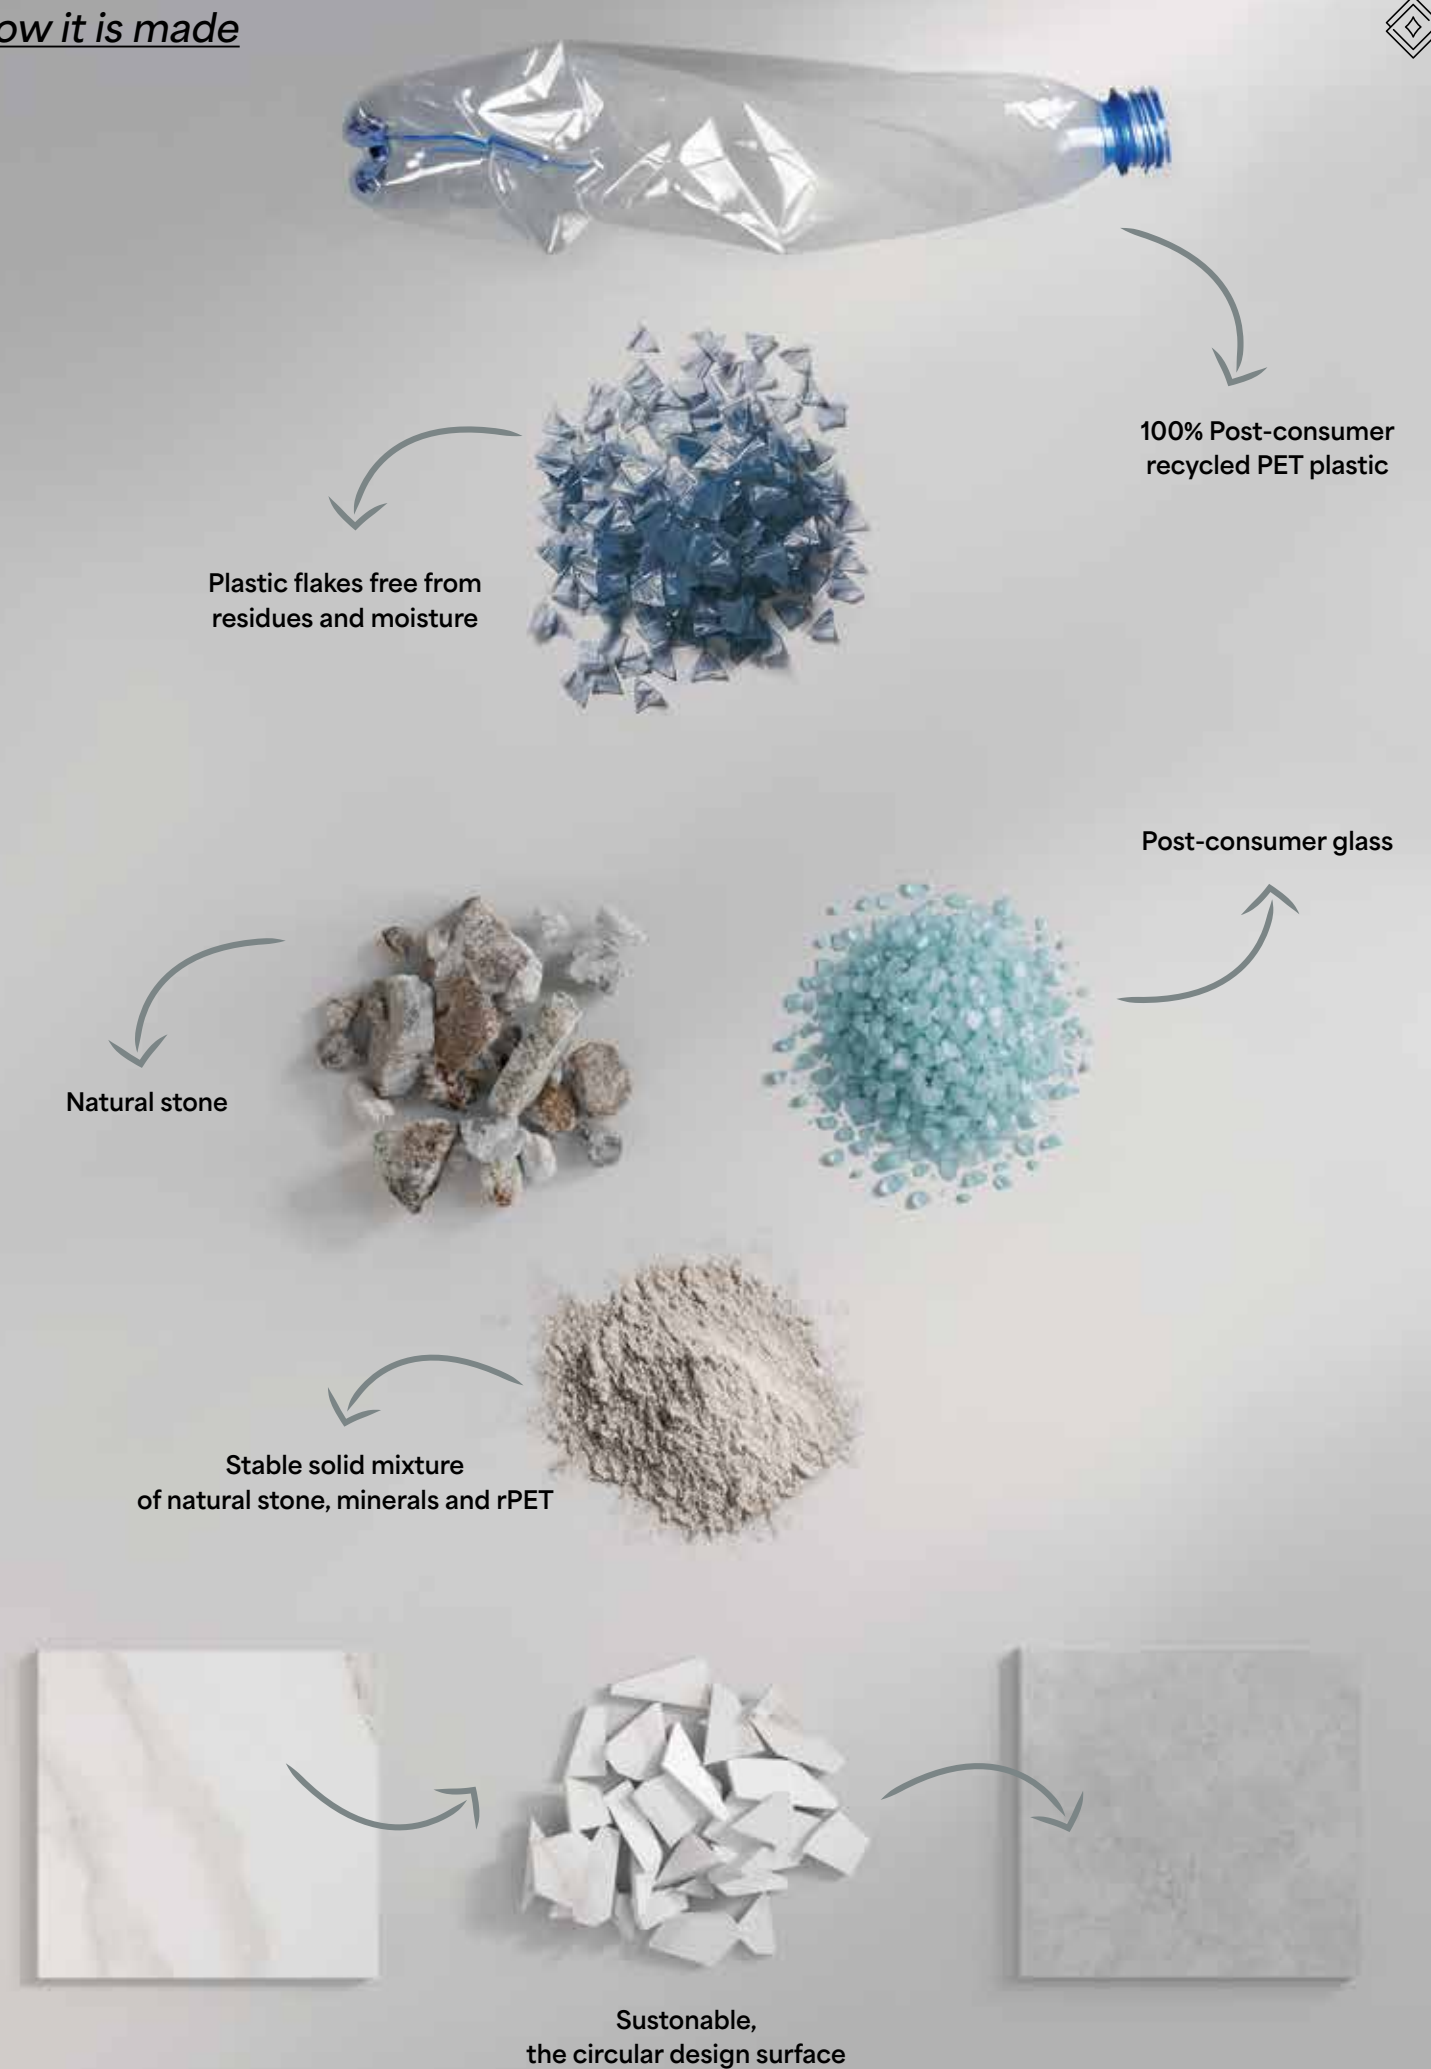 ow it is made
100% Post-consumer
recycled PET plastic
Plastic flakes free from
residues and moisture
Post-consumer glass
Natural stone
Stable solid mixture
of natural stone, minerals and rPET
Sustonable,
the circular design surface